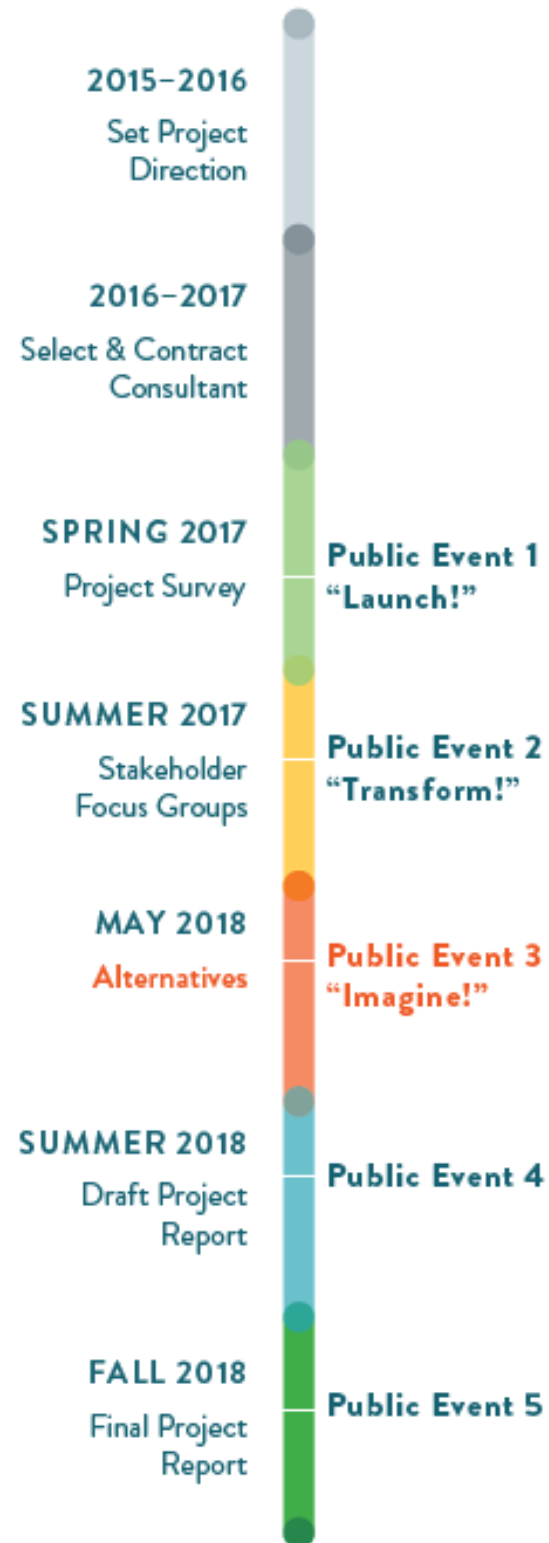 2015–2016
Set Project
Direction
2016–2017
Select & Contract
Consultant
SPRING 2017
Project Survey
Public Event 1
“Launch!”
SUMMER 2017
Stakeholder
Focus Groups
Public Event 2
“Transform!”
MAY 2018
Alternatives
Public Event 3
“Imagine!”
SUMMER 2018
Draft Project
Report
Public Event 4
FALL 2018
Final Project
Report
Public Event 5